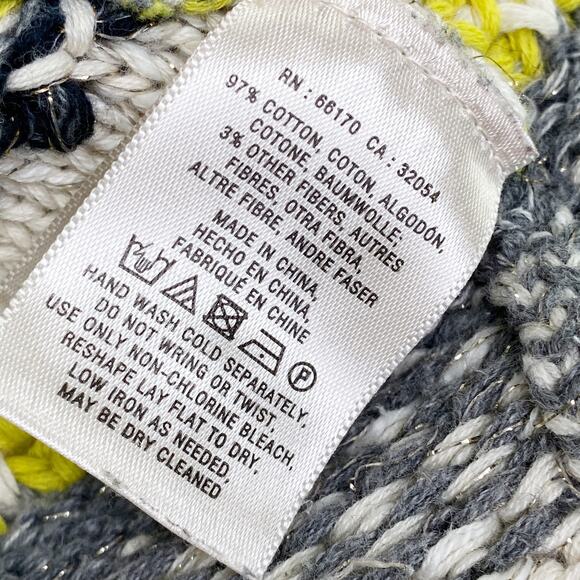 RN : 66170 CA : 32054
97% COTTON, COTON, ALGODÓN,
COTONE, BAUMWOLLE,
3% OTHER FIBERS, AUTRES
FIBRES, OTRA FIBRA,
ALTRE FIBRE, ANDRE FASER
MADE IN CHINA,
HECHO EN CHINA,
FABRIQUÉ EN CHINE
P
HAND WASH COLD SEPARATELY,
DO NOT WRING OR TWIST,
USE ONLY NON-CHLORINE BLEACH,
RESHAPE LAY FLAT TO DRY,
LOW IRON AS NEEDED,
MAY BE DRY CLEANED